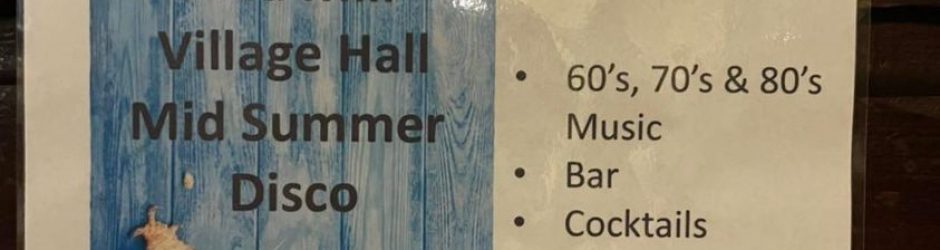 Village Hall
Mid Summer
Disco
• 60's, 70's & 80's
Music
• Bar
• Cocktails